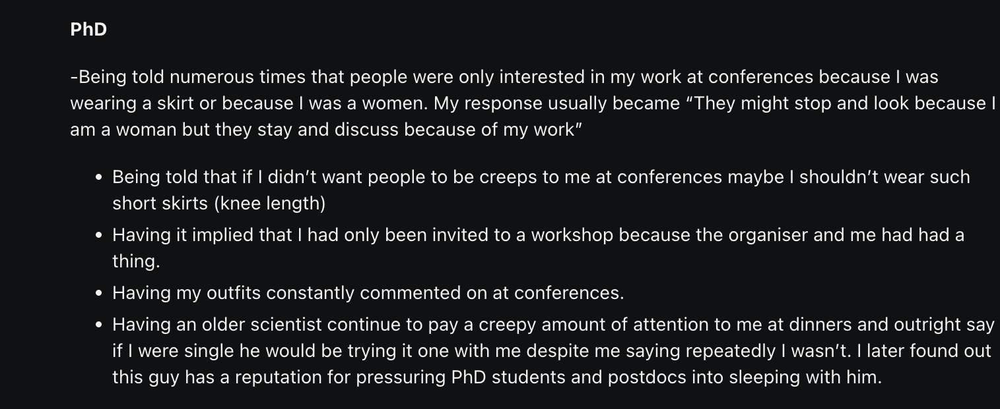 PhD
-Being told numerous times that people were only interested in my work at conferences because I was
wearing a skirt or because I was a women. My response usually became “They might stop and look because I
am a woman but they stay and discuss because of my work”
• Being told that if I didn’t want people to be creeps to me at conferences maybe I shouldn’t wear such
short skirts (knee length)
• Having it implied that I had only been invited to a workshop because the organiser and me had had a
thing.
• Having my outfits constantly commented on at conferences.
• Having an older scientist continue to pay a creepy amount of attention to me at dinners and outright say
if I were single he would be trying it one with me despite me saying repeatedly I wasn’t. I later found out
this guy has a reputation for pressuring PhD students and postdocs into sleeping with him.